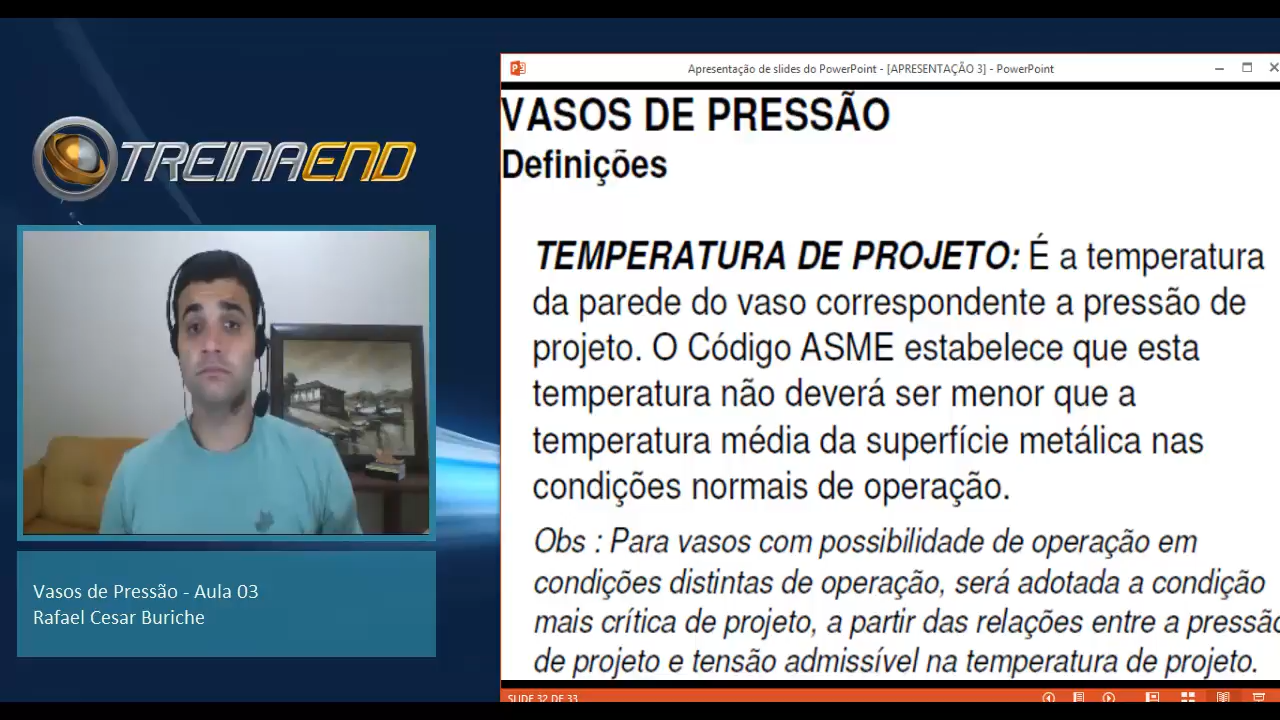 Apresentação de slides do PowerPoint - [APRESENTAÇÃO 3] - PowerPoint
VASOS DE PRESSÃO
Definições
TREINAEND
TEMPERATURA DE PROJETO: É a temperatura
da parede do vaso correspondente a pressão de
projeto. O Código ASME estabelece que esta
temperatura não deverá ser menor que a
temperatura média da superfície metálica nas
condições normais de operação.
Obs : Para vasos com possibilidade de operação em
condições distintas de operação, será adotada a condição
mais crítica de projeto, a partir das relações entre a pressão
de projeto e tensão admissível na temperatura de projeto.
Vasos de Pressão - Aula 03
Rafael Cesar Buriche
SLIDE 32 DE 33